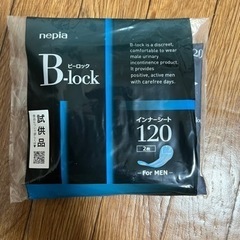 nepia
B-lock
ビーロック
B-lock is a discreet,
comfortable to wear
male urinary
incontinence product.
It provides
positive, active men
with carefree days.
試供品
インナーシート
120
2枚
For MEN